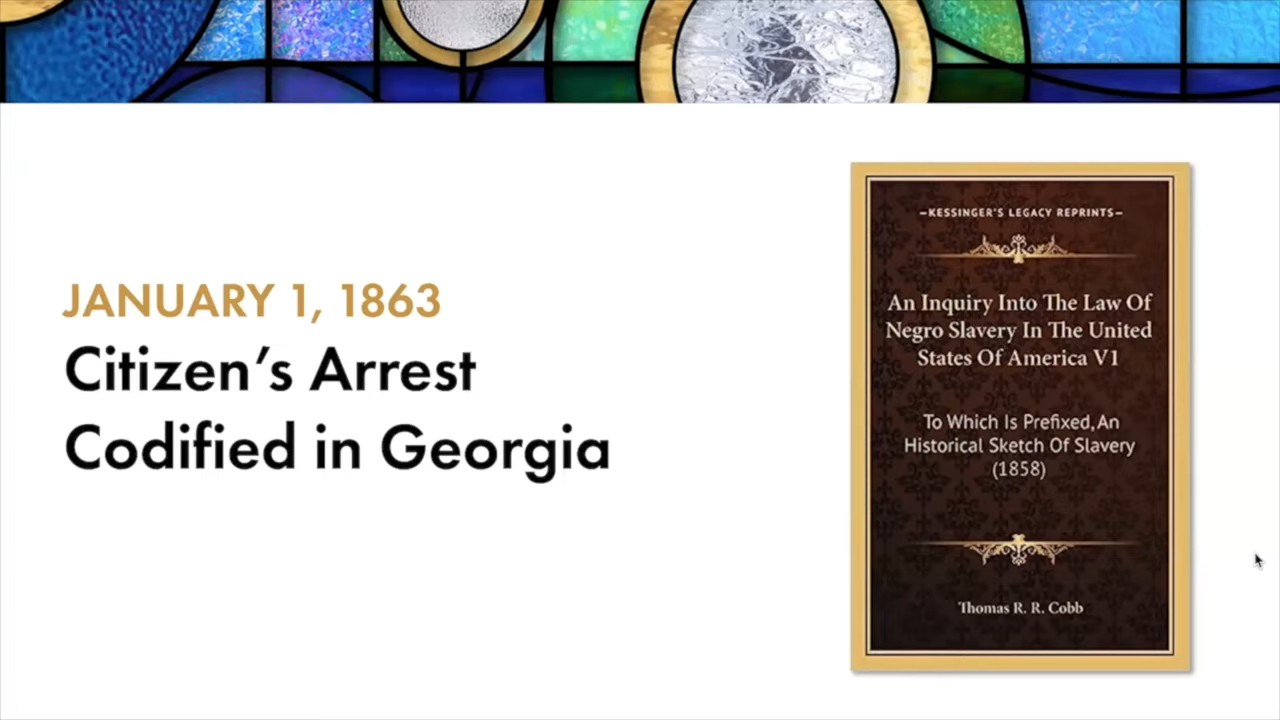 JANUARY 1, 1863
Citizen’s Arrest
Codified in Georgia
–KESSINGER'S LEGACY REPRINTS–
An Inquiry Into The Law Of
Negro Slavery In The United
States Of America V1
To Which Is Prefixed, An
Historical Sketch Of Slavery
(1858)
Thomas R. R. Cobb